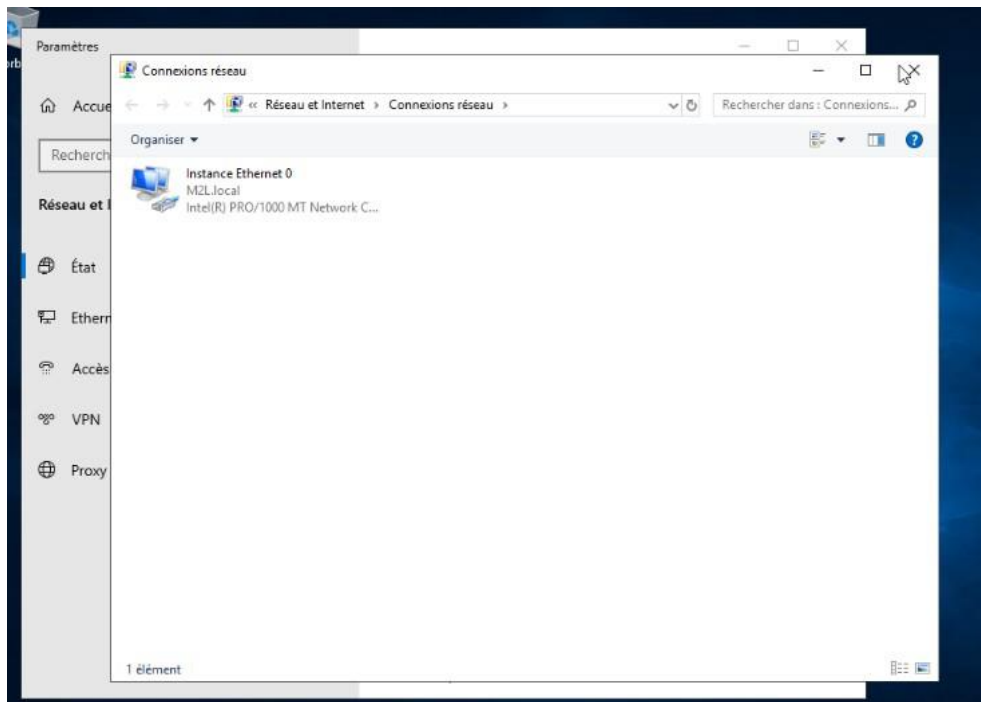 Paramètres
Connexions réseau
« Réseau et Internet › Connexions réseau ›
Rechercher dans : Connexions...
Organiser
Instance Ethernet 0
M2L.local
Intel(R) PRO/1000 MT Network C...
Accue
Recherch
Réseau et I
État
Ethern
Accès
VPN
Proxy
1 élément